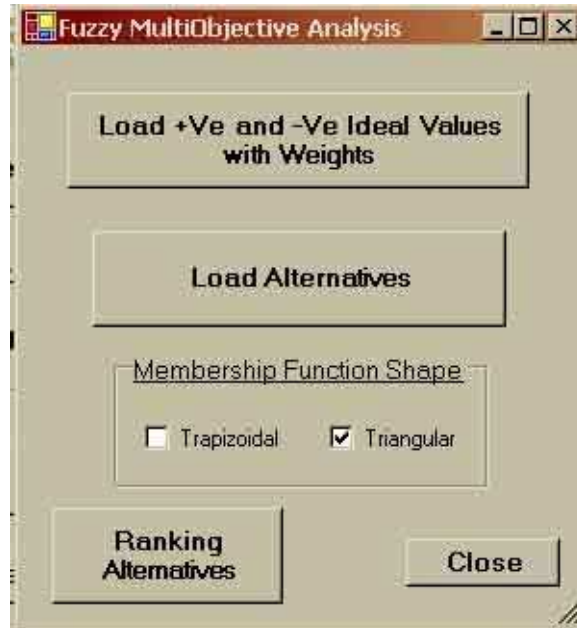 Fuzzy MultiObjective Analysis
Load +Ve and -Ve Ideal Values
with Weights
Load Alternatives
Membership Function Shape
Trapizoidal
Triangular
Ranking
Alternatives
Close